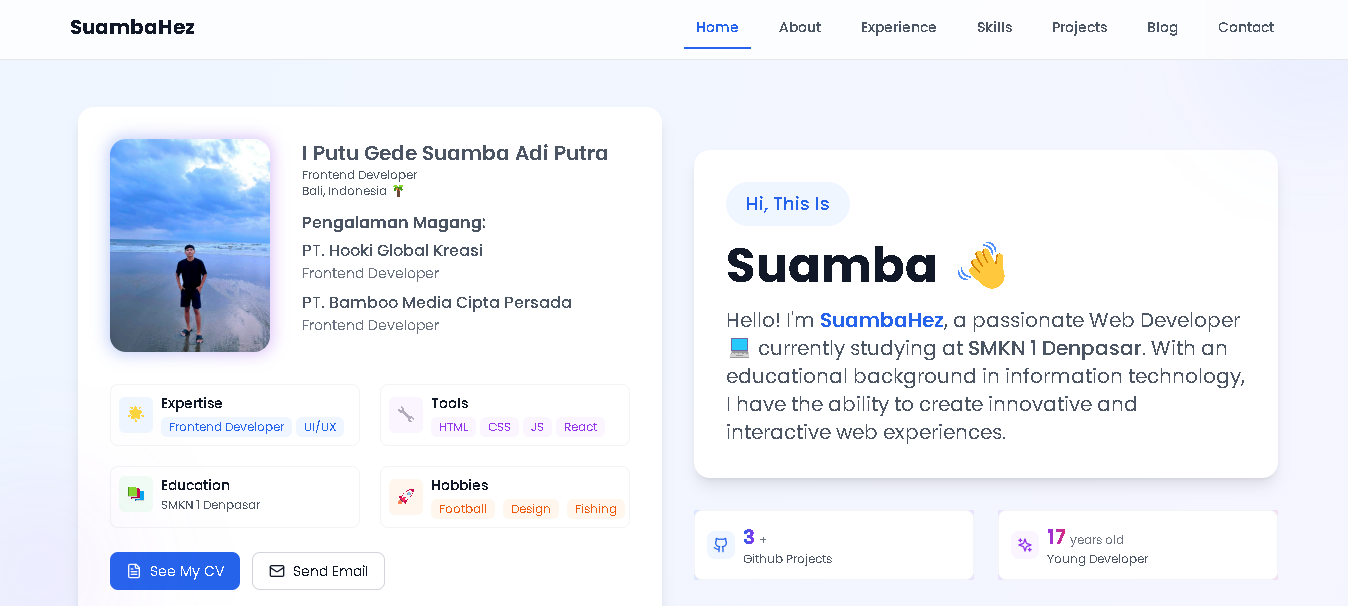 SuambaHez
Home About Experience Skills Projects Blog Contact
I Putu Gede Suamba Adi Putra
Frontend Developer
Bali, Indonesia 🌴
Pengalaman Magang:
PT. Hooki Global Kreasi
Frontend Developer
PT. Bamboo Media Cipta Persada
Frontend Developer
Expertise
Frontend Developer UI/UX
Tools
HTML CSS JS React
Education
SMKN 1 Denpasar
Hobbies
Football Design Fishing
See My CV
Send Email
Hi, This Is
Suamba 👋
Hello! I'm SuambaHez, a passionate Web Developer
💻 currently studying at SMKN 1 Denpasar. With an
educational background in information technology,
I have the ability to create innovative and
interactive web experiences.
3 +
Github Projects
17 years old
Young Developer